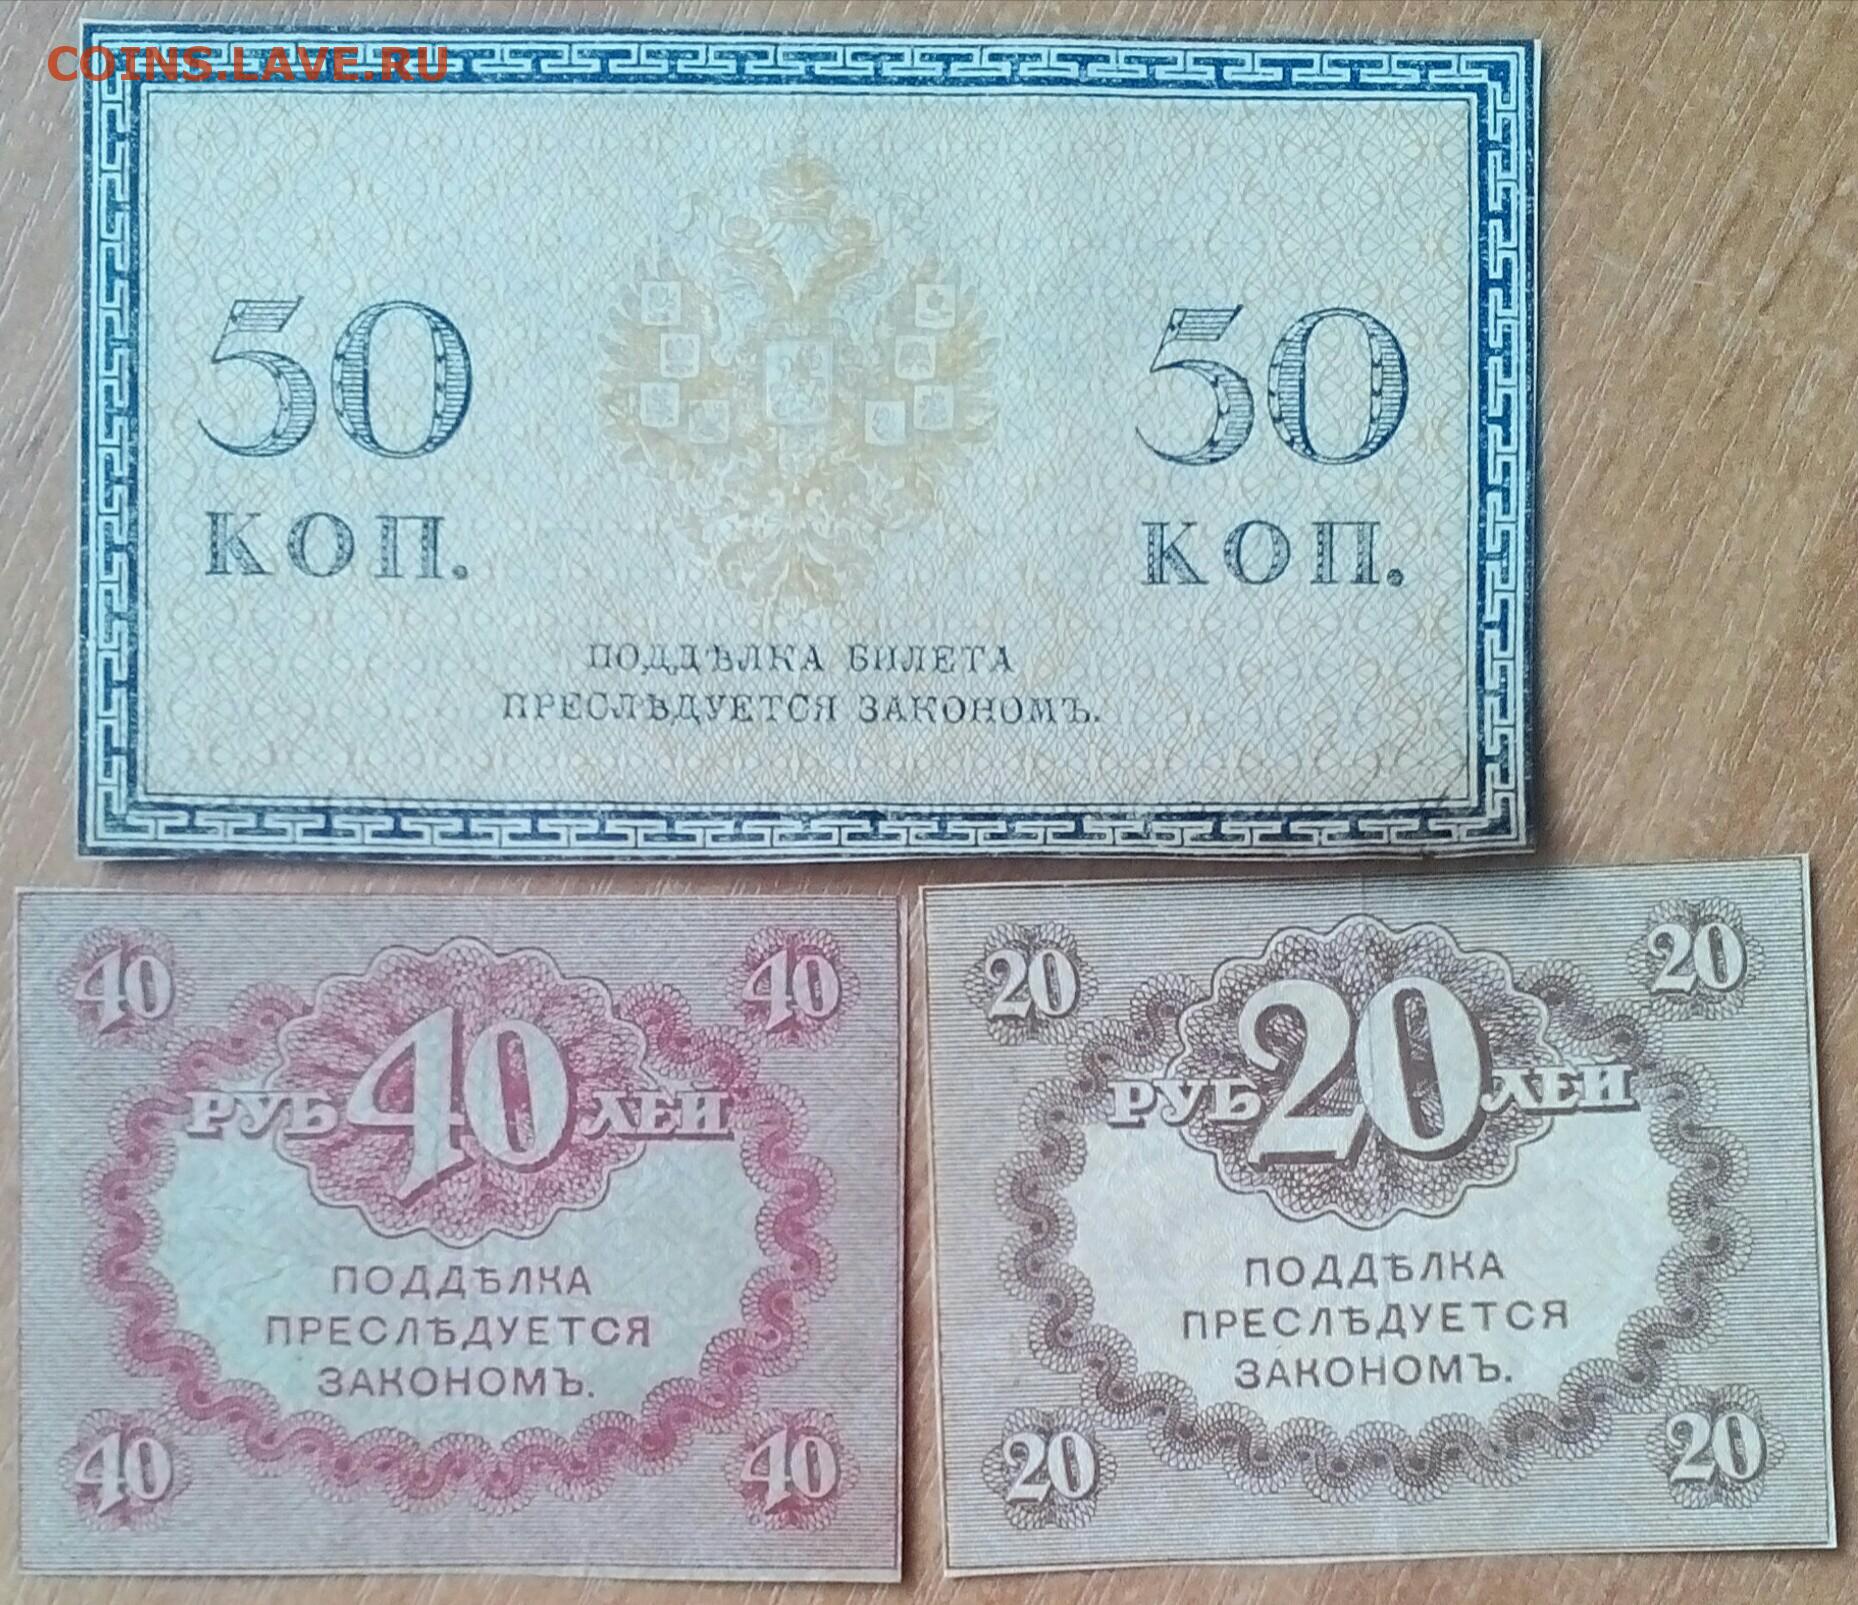 COINS.LAVE.RU
50 50
КОП. КОП.
ПОДДѢЛКА БИЛЕТА
ПРЕСЛѢДУЕТСЯ ЗАКОНОМЪ.
40 40
РУБ 40 ЛЕЙ
ПОДДѢЛКА
ПРЕСЛѢДУЕТСЯ
ЗАКОНОМЪ.
40 40
20 20
РУБ 20 ЛЕЙ
ПОДДѢЛКА
ПРЕСЛѢДУЕТСЯ
ЗАКОНОМЪ.
20 20